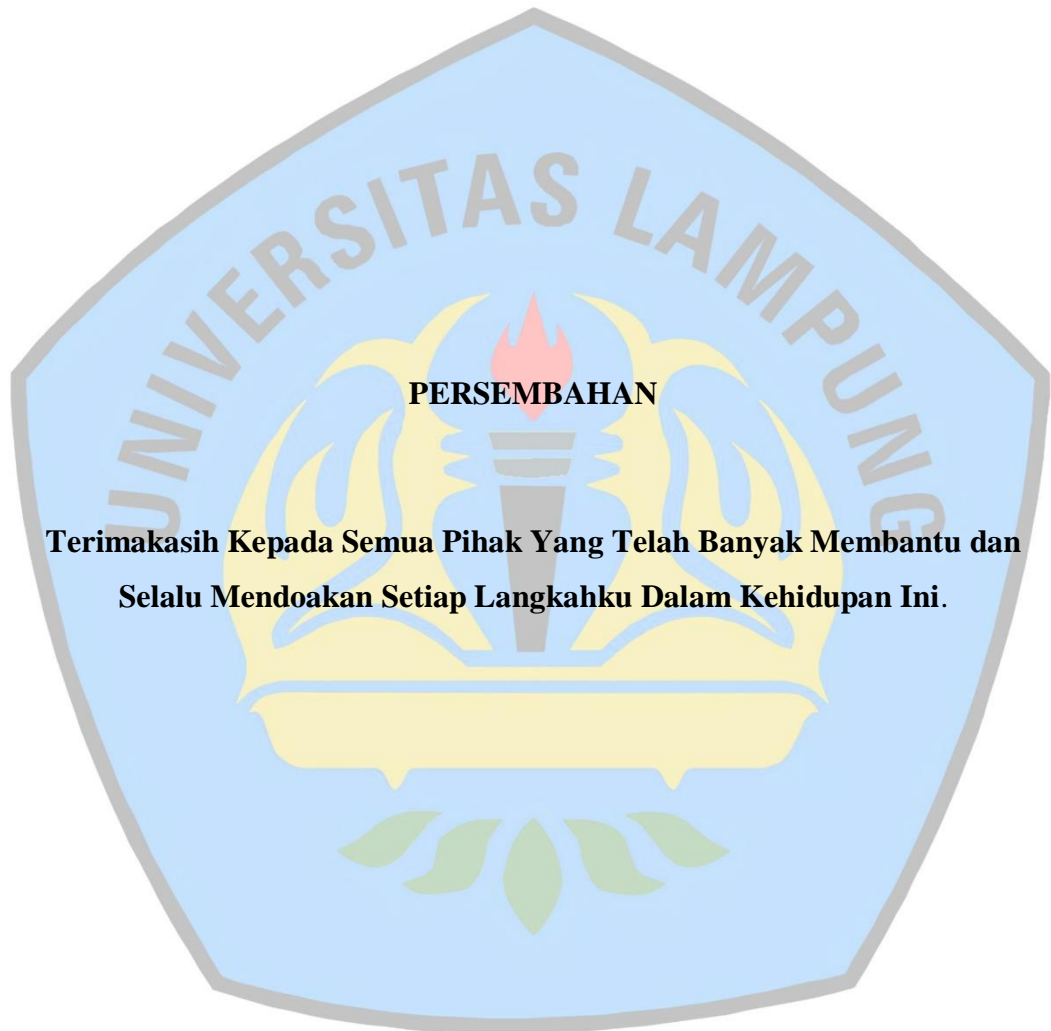 UNIVERSITAS LAMPUNG
PERSEMBAHAN
Terimakasih Kepada Semua Pihak Yang Telah Banyak Membantu dan
Selalu Mendoakan Setiap Langkahku Dalam Kehidupan Ini.